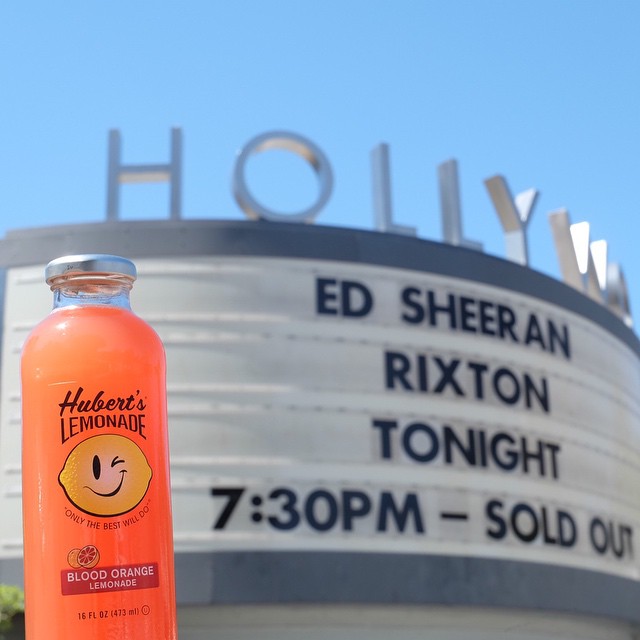 HOLLYWO
ED SHEERAN
RIXTON
TONIGHT
7:30PM – SOLD OUT
Hubert's
LEMONADE
"ONLY THE BEST WILL DO"
BLOOD ORANGE
LEMONADE
16 FL OZ (473 ml) U